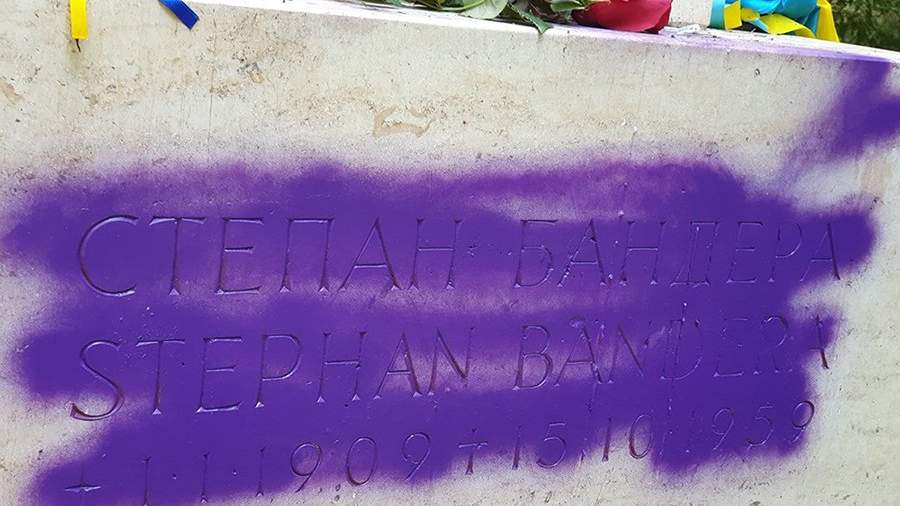 СТЕПАН БАНДЕРА
STEPHAN BANDERA
+ 1·1·1909 + 15.10.1959